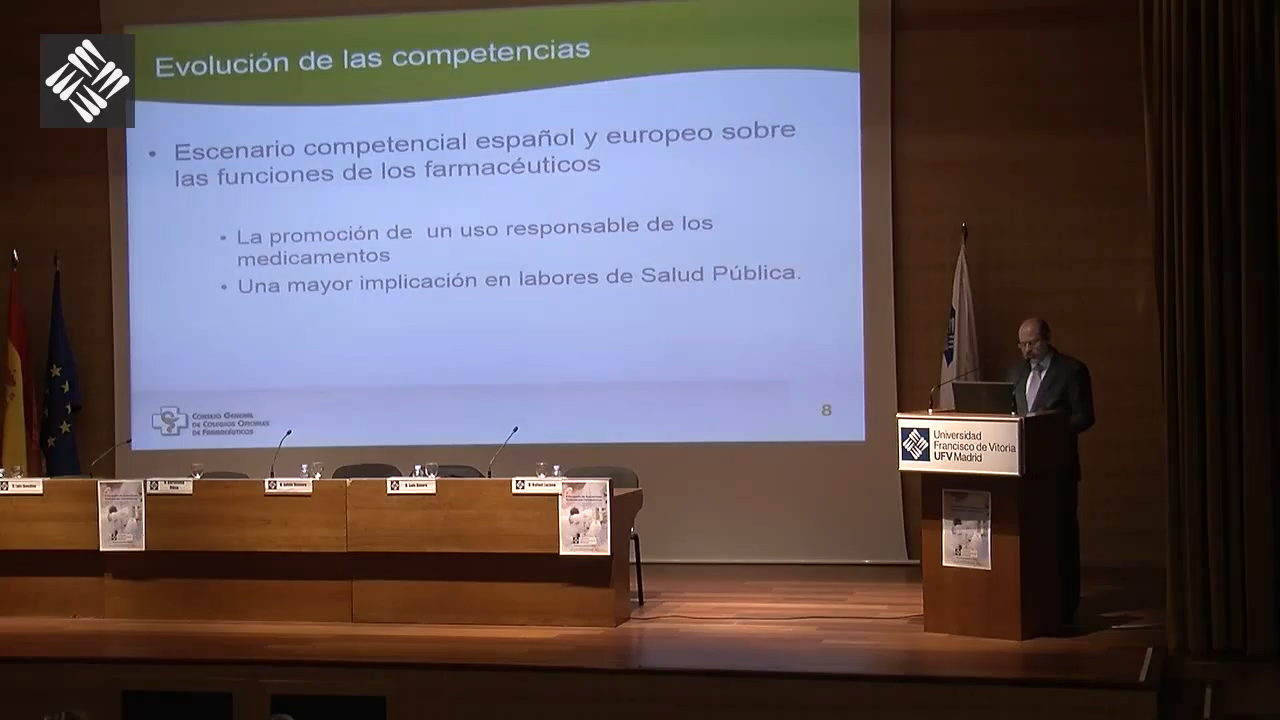 Evolución de las competencias
• Escenario competencial español y europeo sobre
las funciones de los farmacéuticos
• La promoción de un uso responsable de los
medicamentos
• Una mayor implicación en labores de Salud Pública.
CONSEJO GENERAL
DE COLEGIOS OFICIALES
DE FARMACÉUTICOS
8
Universidad
Francisco de Vitoria
UFV Madrid